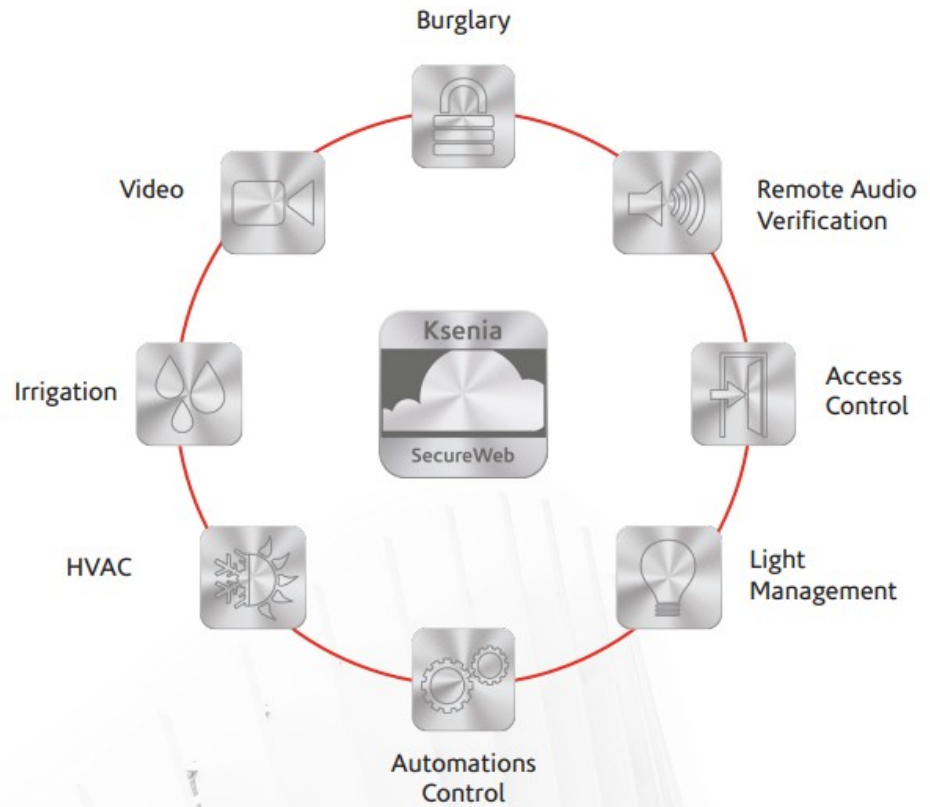 Burglary
Video
Remote Audio
Verification
Ksenia
SecureWeb
Irrigation
Access
Control
HVAC
Light
Management
Automations
Control